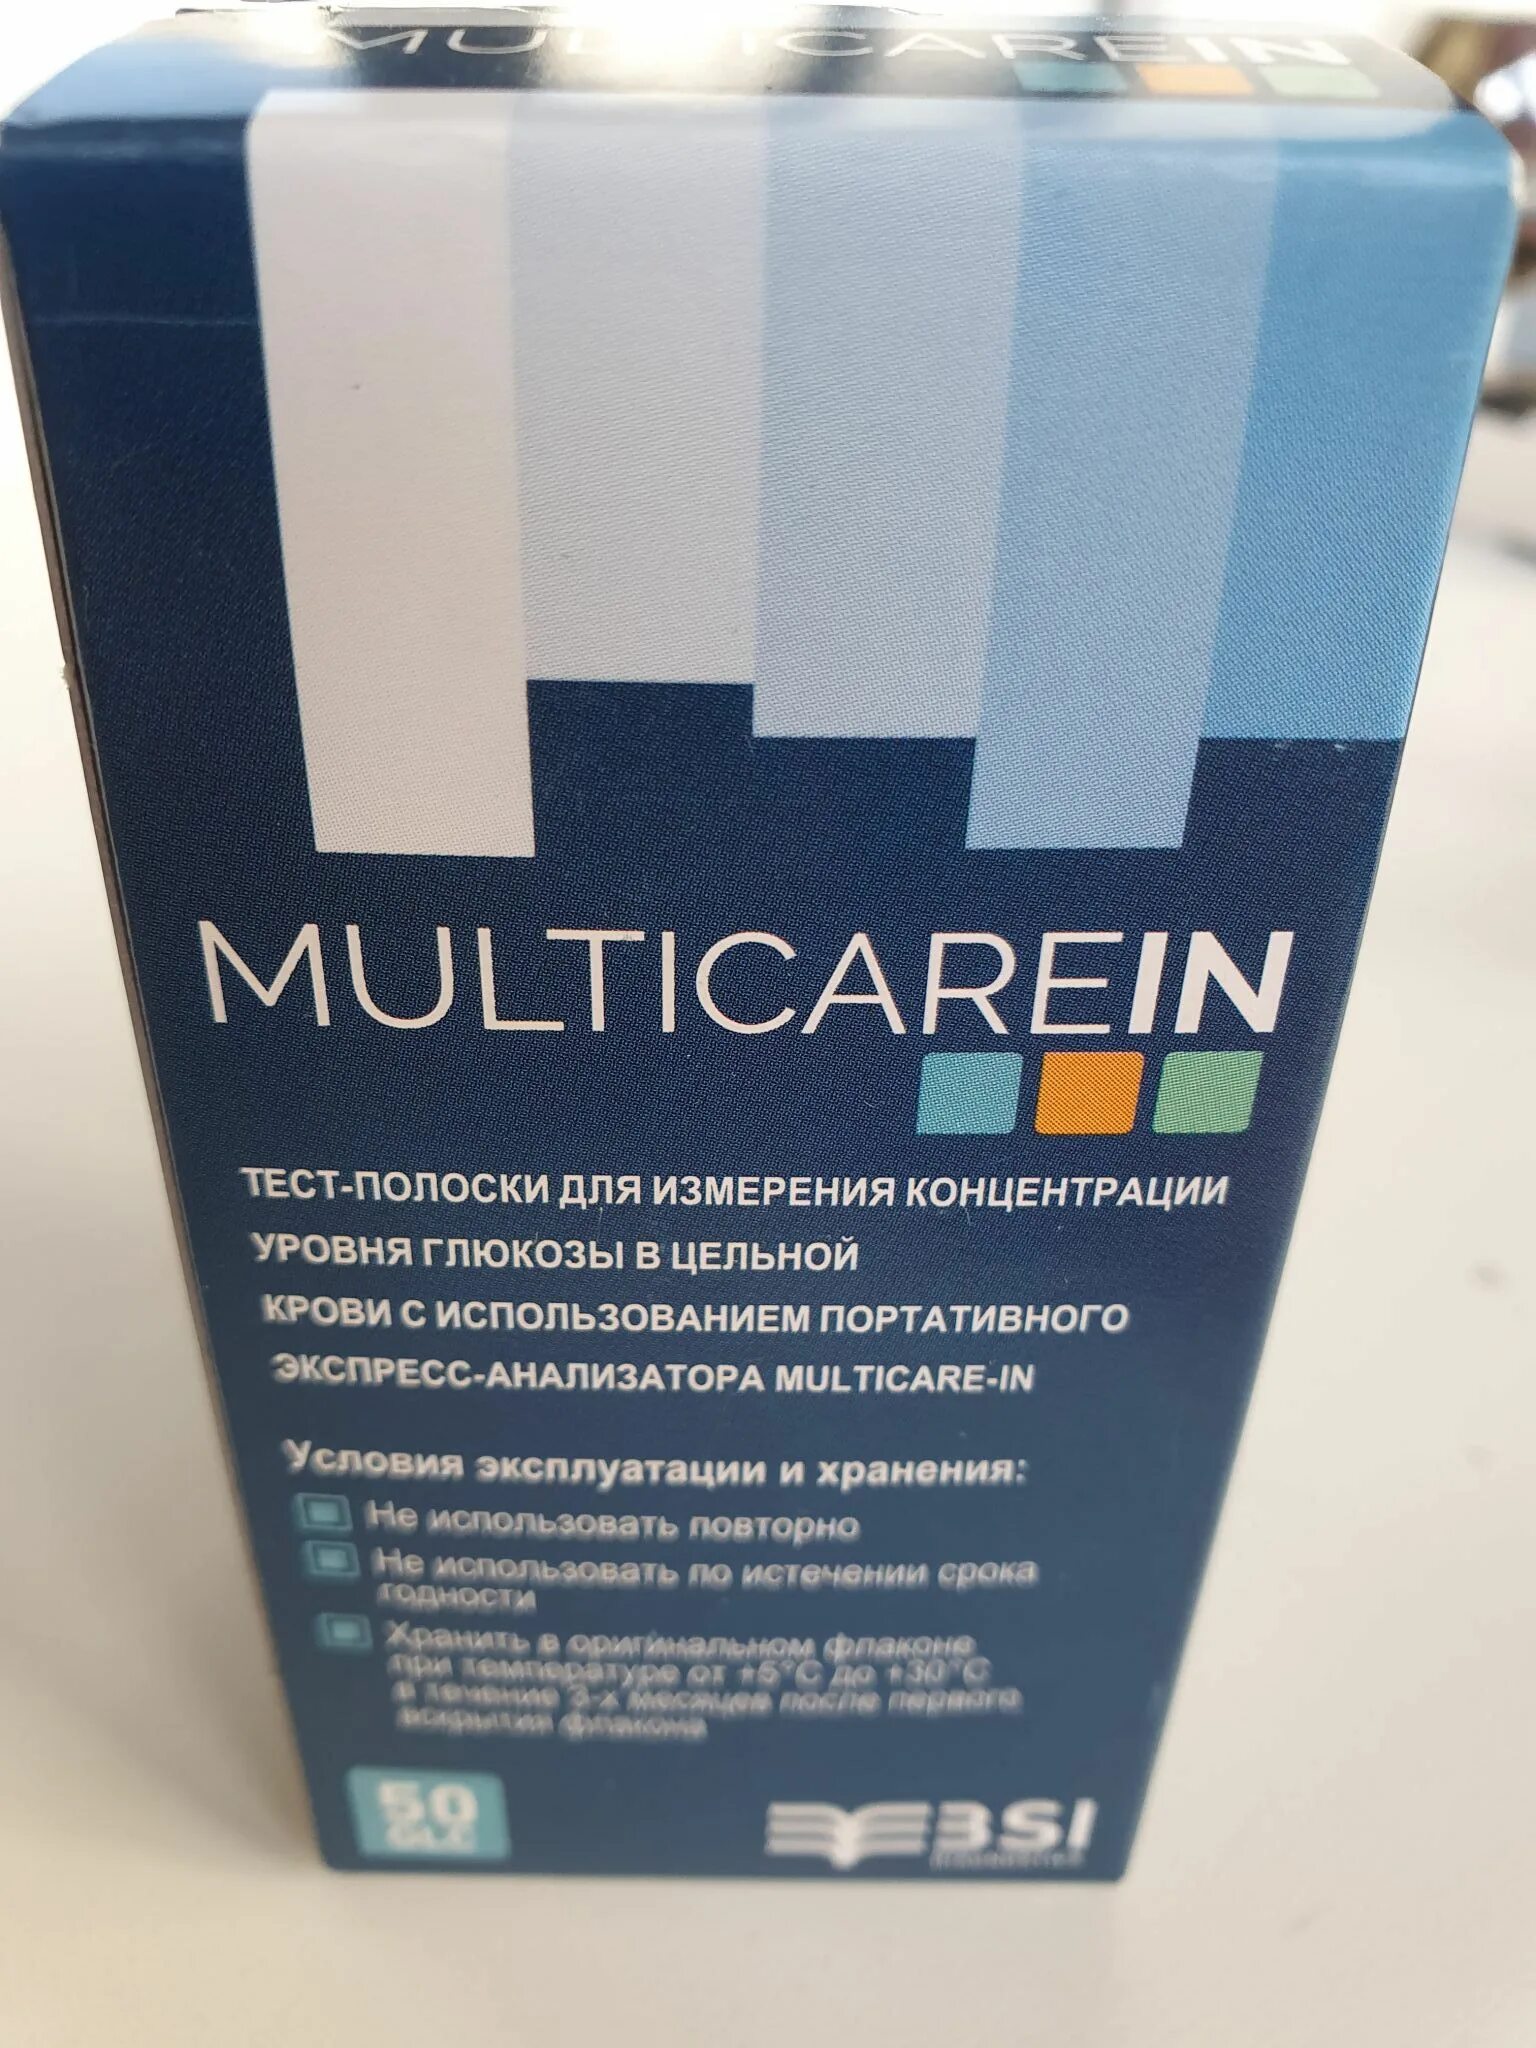 MULTICAREIN
MULTICAREIN
ТЕСТ-ПОЛОСКИ ДЛЯ ИЗМЕРЕНИЯ КОНЦЕНТРАЦИИ
УРОВНЯ ГЛЮКОЗЫ В ЦЕЛЬНОЙ
КРОВИ С ИСПОЛЬЗОВАНИЕМ ПОРТАТИВНОГО
ЭКСПРЕСС-АНАЛИЗАТОРА MULTICARE-IN
Условия эксплуатации и хранения:
Не использовать повторно
Не использовать по истечении срока
годности
Хранить в оригинальном флаконе
при температуре от +5°C до +30°C
в течение 3-х месяцев после первого
вскрытия флакона
50
GLC
BSI